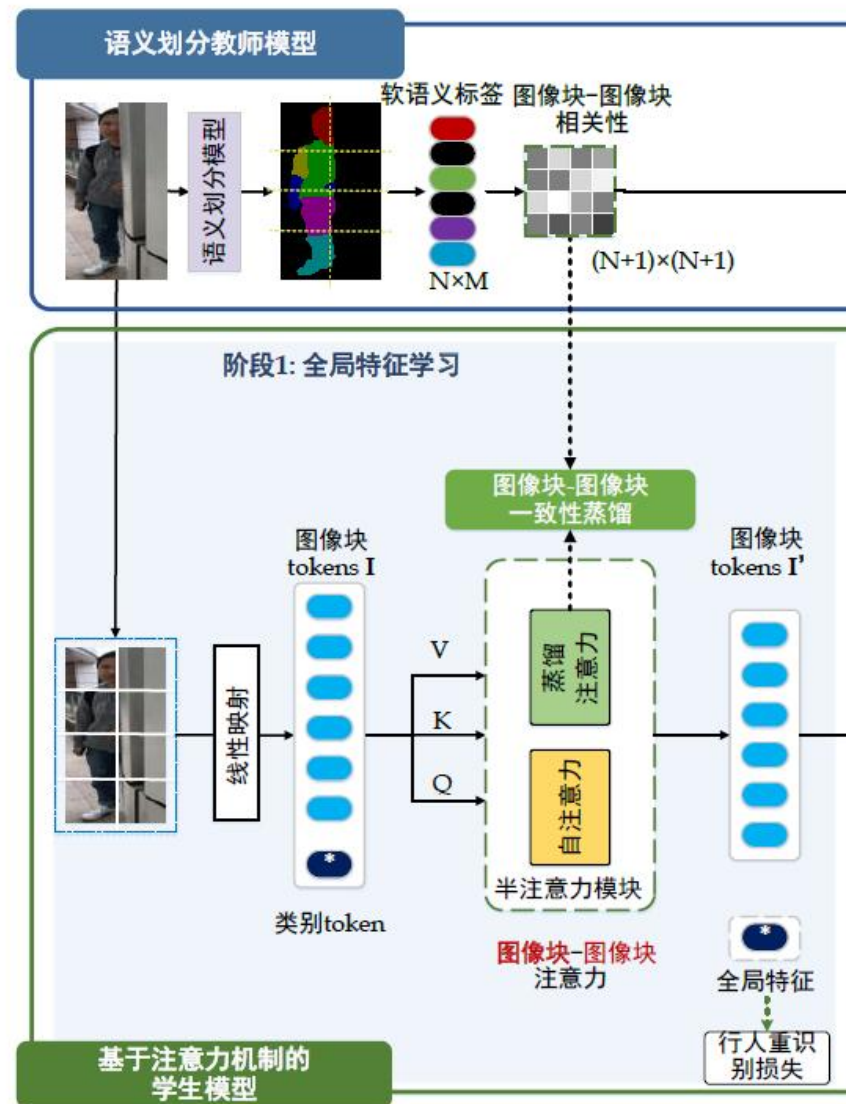 语义划分教师模型
软语义标签
图像块-图像块
相关性
语义划分模型
N×M
(N+1)×(N+1)
阶段1: 全局特征学习
图像块-图像块
一致性蒸馏
图像块
tokens I
图像块
tokens I’
线性映射
V
K
Q
蒸馏
注意力
自注意力
半注意力模块
*
类别token
图像块-图像块
注意力
*
全局特征
行人重识
别损失
基于注意力机制的
学生模型